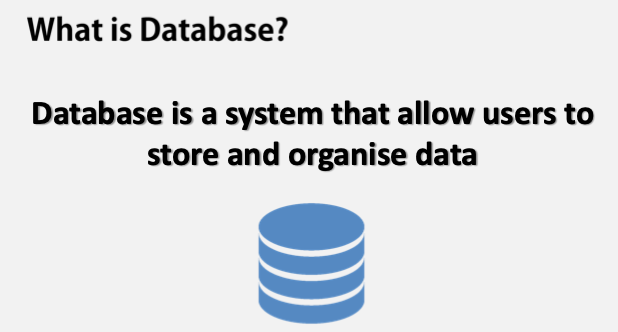 What is Database?
Database is a system that allow users to
store and organise data